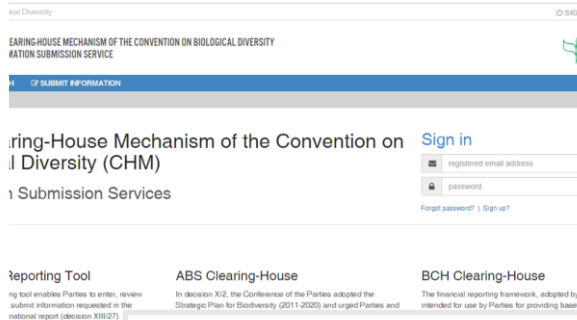 ical Diversity
SIG
EARING-HOUSE MECHANISM OF THE CONVENTION ON BIOLOGICAL DIVERSITY
MATION SUBMISSION SERVICE
H SUBMIT INFORMATION
aring-House Mechanism of the Convention on
al Diversity (CHM)
n Submission Services
Sign in
registered email address
password
Forgot password? | Sign up?
Reporting Tool
ng tool enables Parties to enter, review
submit information requested in the
national report (decision XIII/27).
ABS Clearing-House
In decision X/2, the Conference of the Parties adopted the
Strategic Plan for Biodiversity (2011-2020) and urged Parties and
BCH Clearing-House
The financial reporting framework, adopted by
intended for use by Parties for providing base